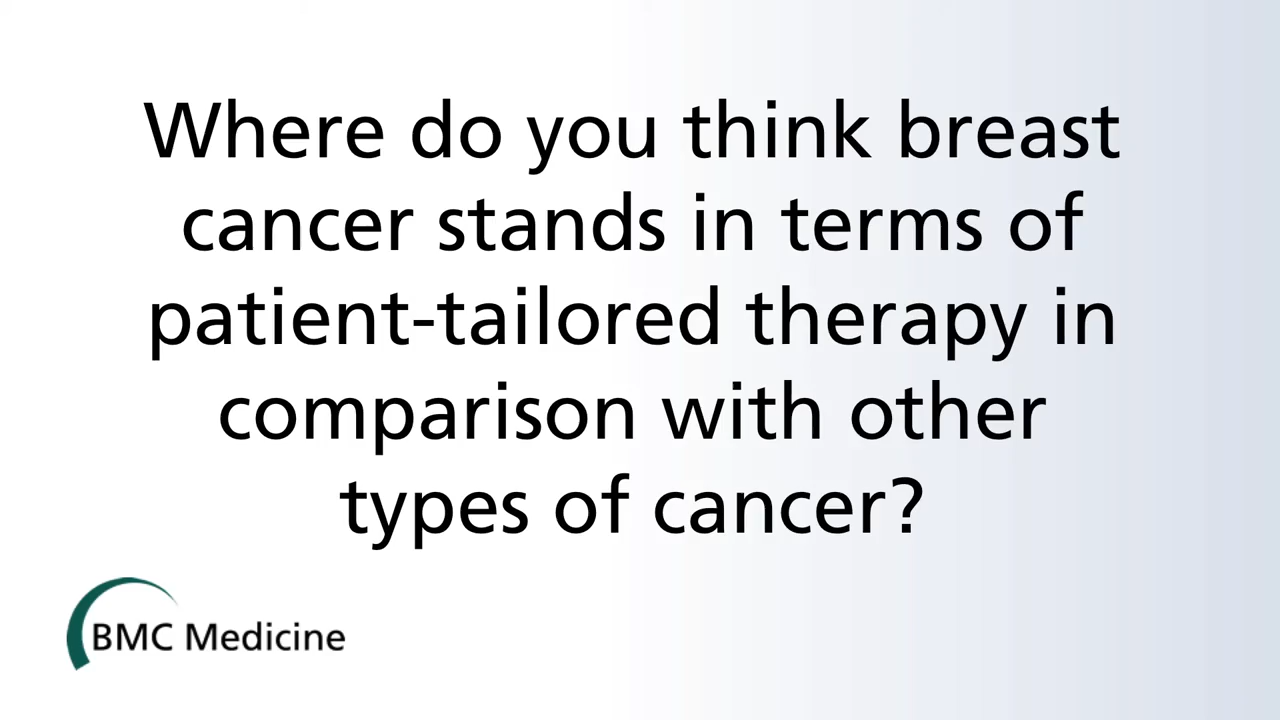 Where do you think breast
cancer stands in terms of
patient-tailored therapy in
comparison with other
types of cancer?
BMC Medicine